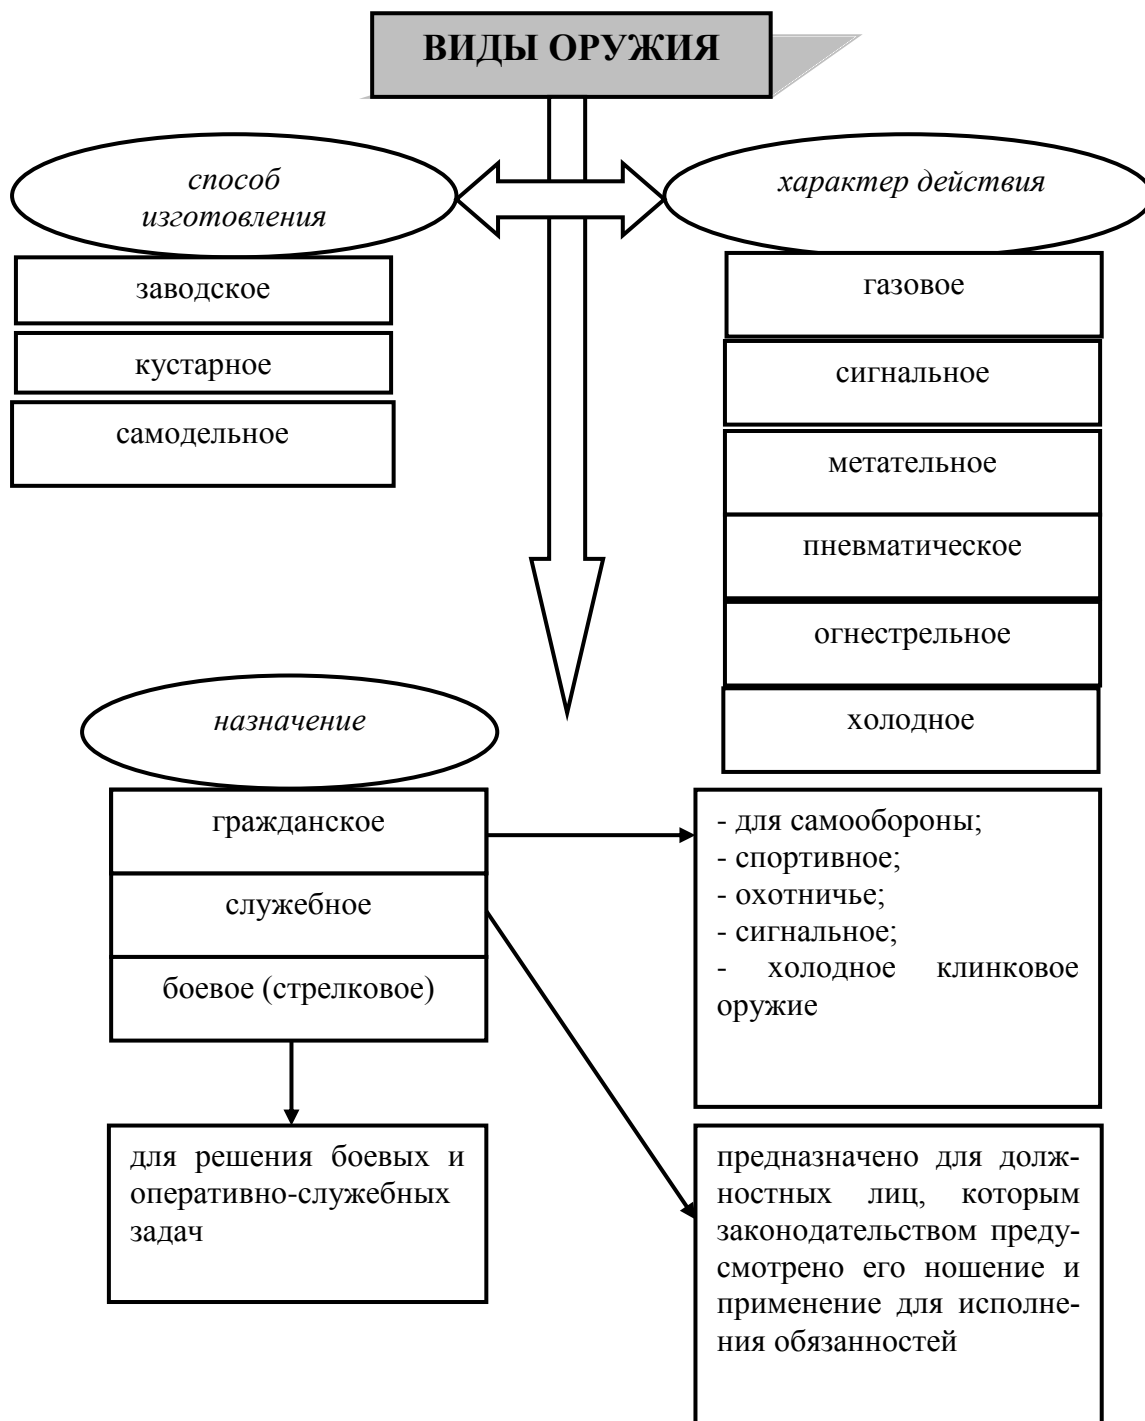 ВИДЫ ОРУЖИЯ
способ
изготовления
заводское
кустарное
самодельное
характер действия
газовое
сигнальное
метательное
пневматическое
огнестрельное
холодное
назначение
гражданское
служебное
боевое (стрелковое)
- для самообороны;
- спортивное;
- охотничье;
- сигнальное;
- холодное клинковое
оружие
для решения боевых и
оперативно-служебных
задач
предназначено для долж-
ностных лиц, которым
законодательством преду-
смотрено его ношение и
применение для исполне-
ния обязанностей